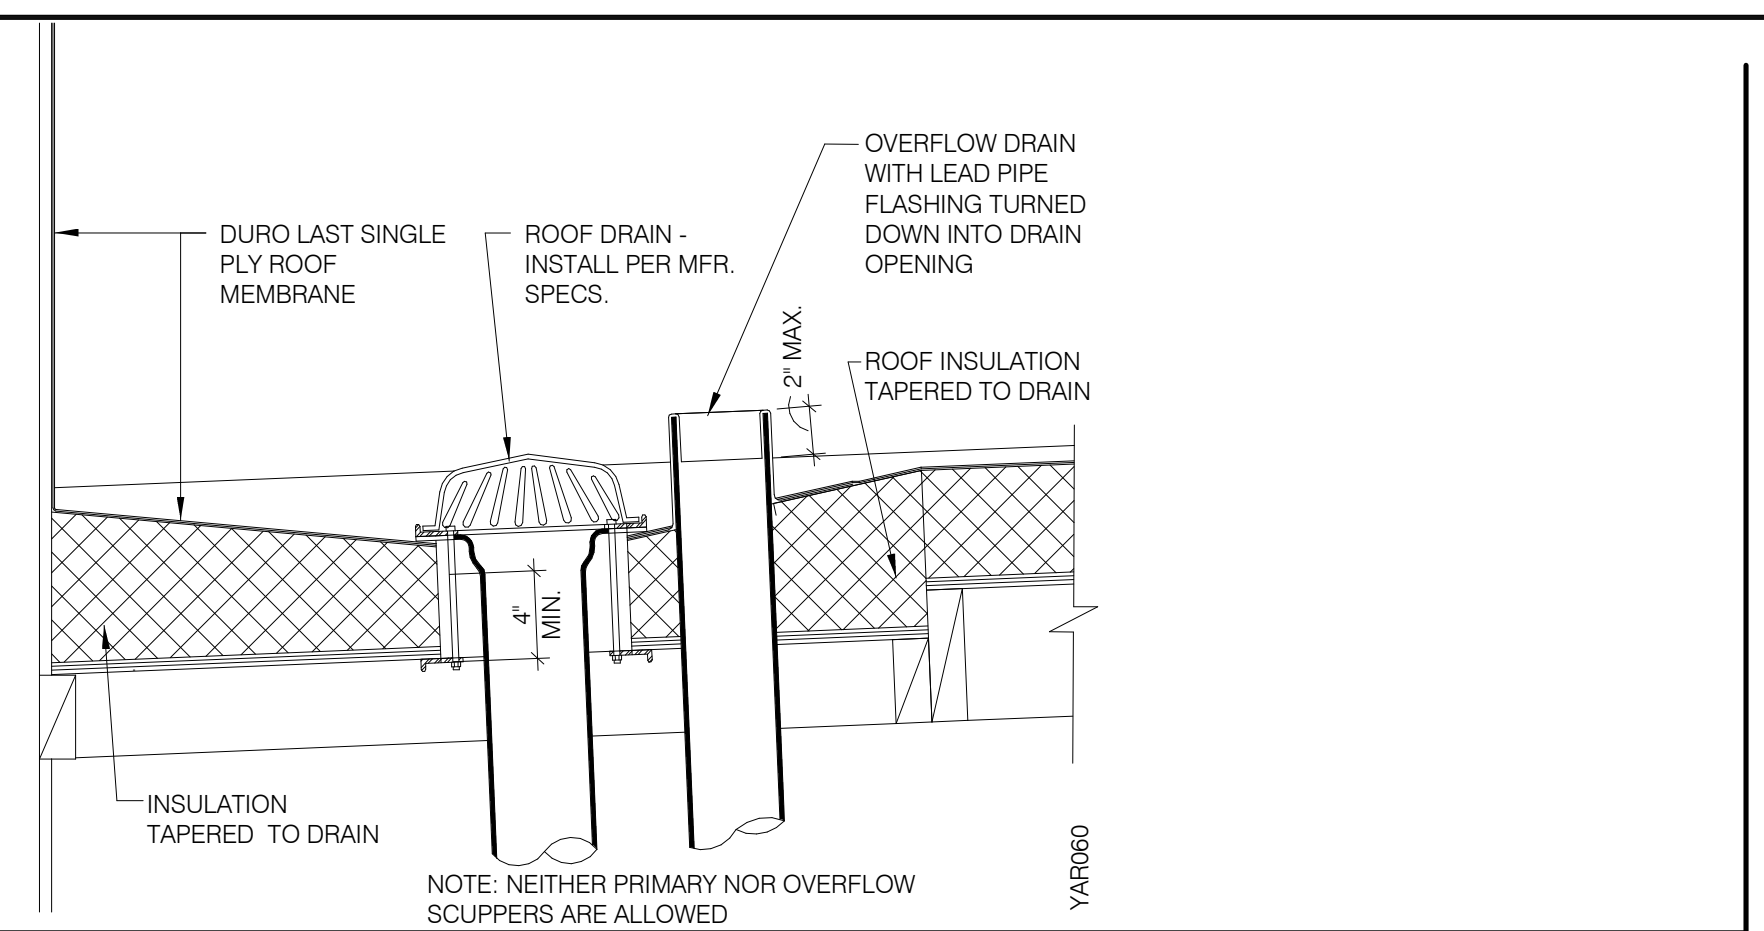 OVERFLOW DRAIN
WITH LEAD PIPE
FLASHING TURNED
DOWN INTO DRAIN
OPENING
DURO LAST SINGLE
PLY ROOF
MEMBRANE
ROOF DRAIN -
INSTALL PER MFR.
SPECS.
2" MAX.
ROOF INSULATION
TAPERED TO DRAIN
4"
MIN.
INSULATION
TAPERED TO DRAIN
YAR060
NOTE: NEITHER PRIMARY NOR OVERFLOW
SCUPPERS ARE ALLOWED